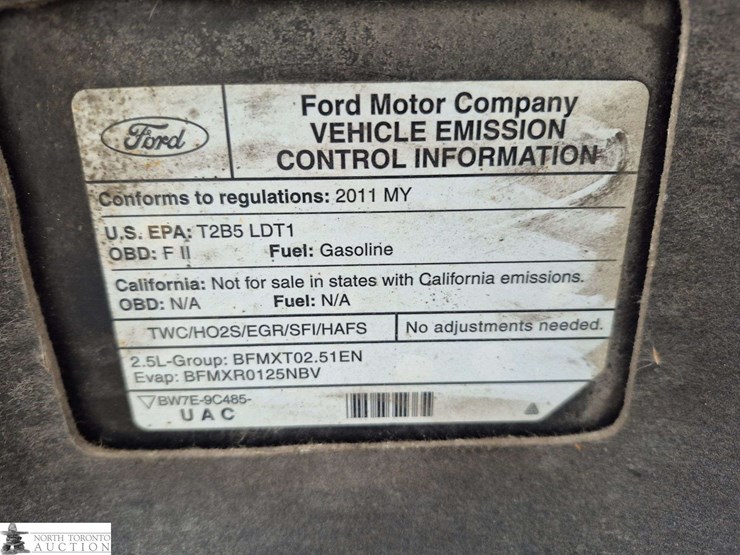 Ford
Ford Motor Company
VEHICLE EMISSION
CONTROL INFORMATION
Conforms to regulations: 2011 MY
U.S. EPA: T2B5 LDT1
OBD: F II Fuel: Gasoline
California: Not for sale in states with California emissions.
OBD: N/A Fuel: N/A
TWC/HO2S/EGR/SFI/HAFS No adjustments needed.
2.5L-Group: BFMXT02.51EN
Evap: BFMXR0125NBV
BW7E-9C485-
UAC
NORTH TORONTO
AUCTION